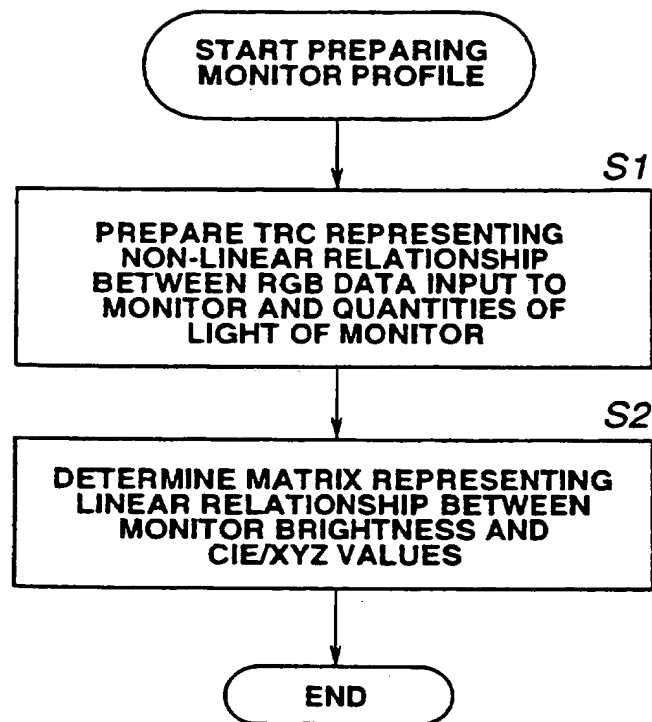 START PREPARING
MONITOR PROFILE
S1
PREPARE TRC REPRESENTING
NON-LINEAR RELATIONSHIP
BETWEEN RGB DATA INPUT TO
MONITOR AND QUANTITIES OF
LIGHT OF MONITOR
S2
DETERMINE MATRIX REPRESENTING
LINEAR RELATIONSHIP BETWEEN
MONITOR BRIGHTNESS AND
CIE/XYZ VALUES
END